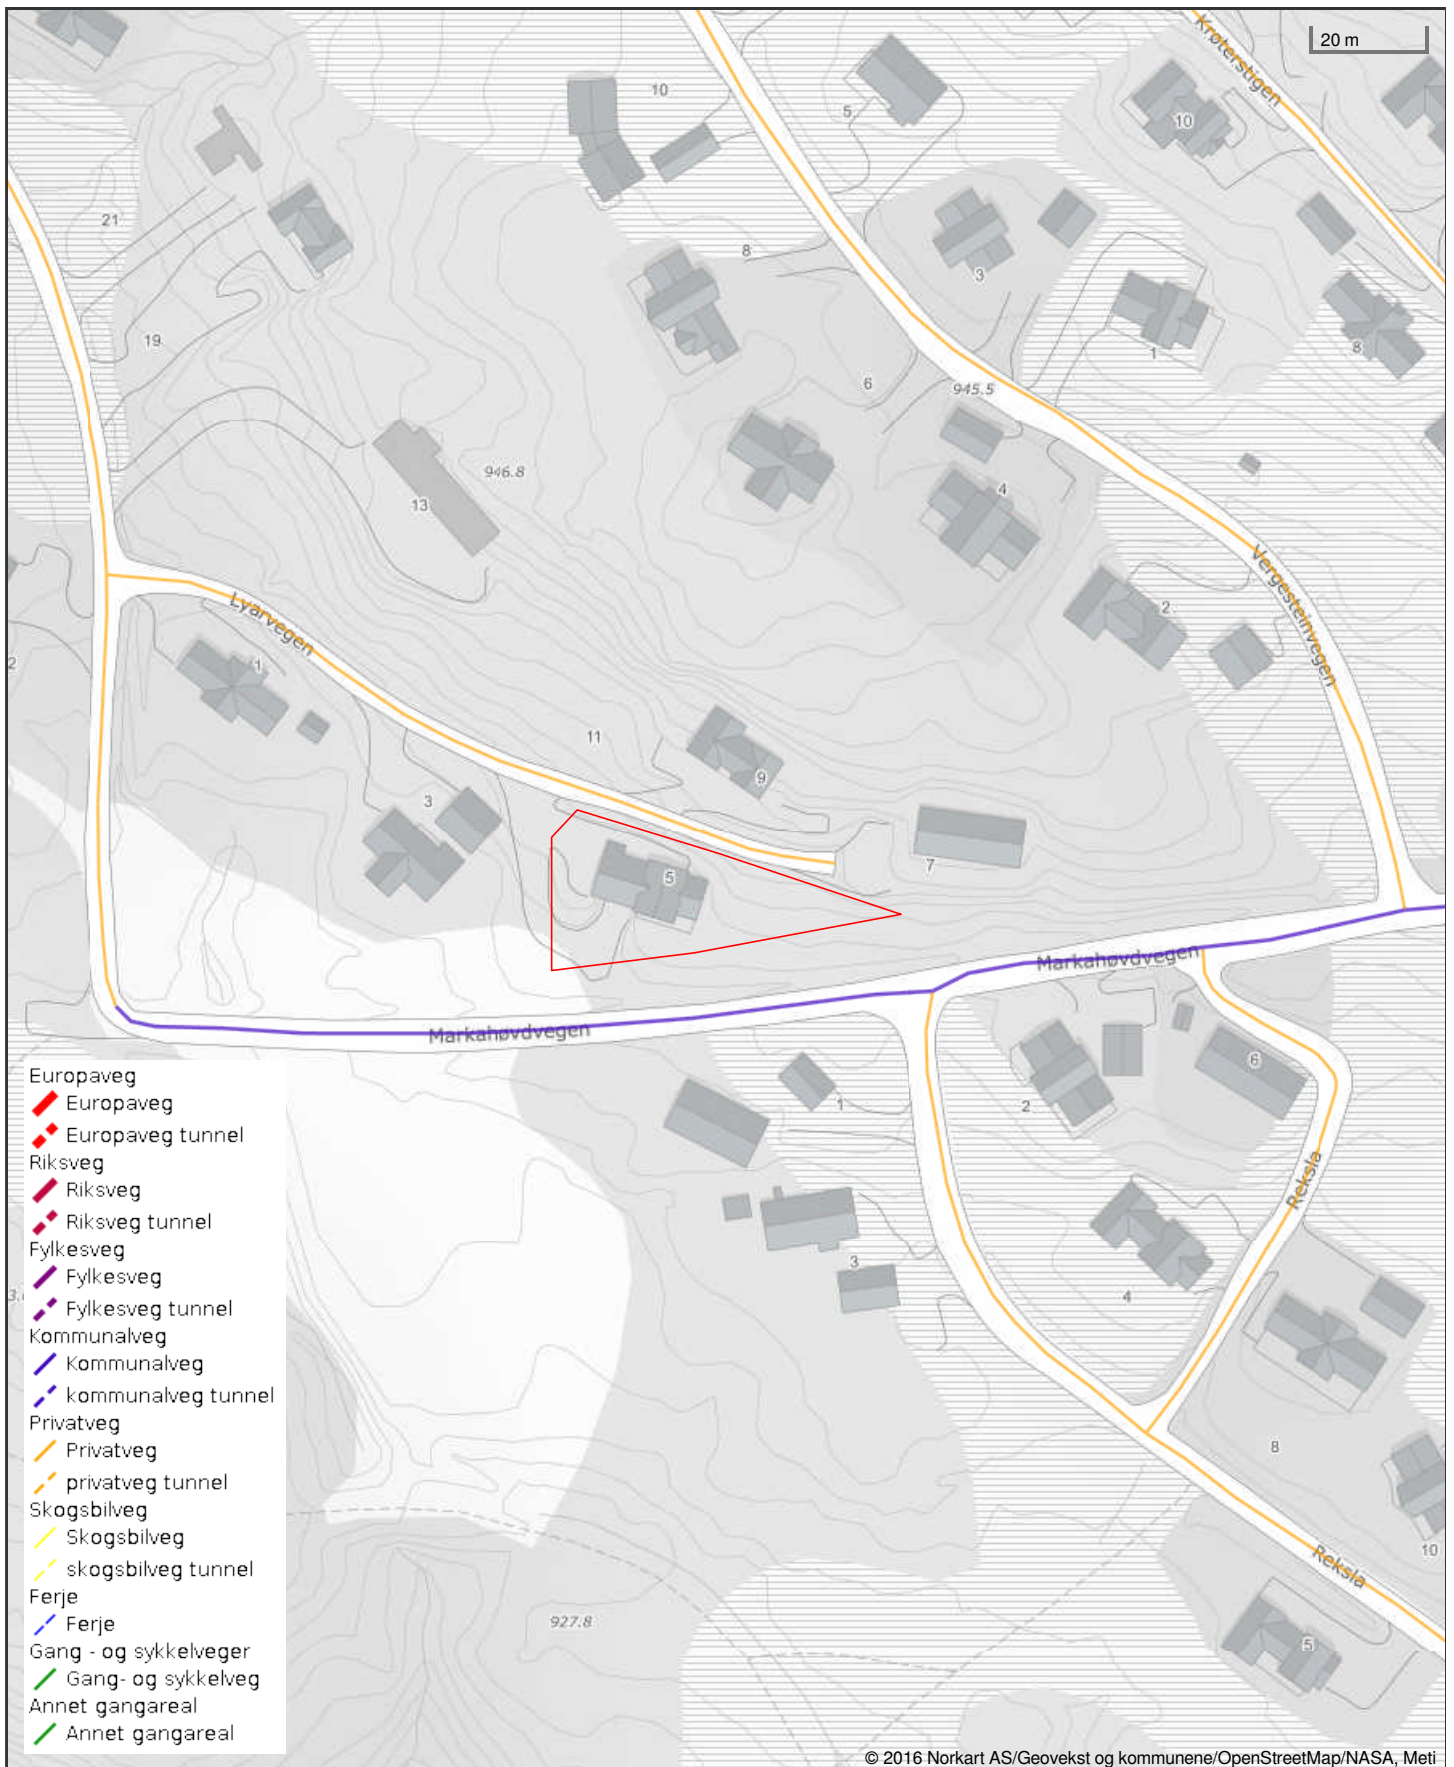 20 m
Krøterstigen
10
5
10
21
8
3
1
8
19
6
945.5
946.8
4
13
Vergesteinvegen
Lyarvegen
2
2
1
11
9
3
5
7
Markahøvdvegen
Markahøvdvegen
6
1
2
Reksla
3
4
8
10
Reksla
927.8
5
Europaveg
Europaveg
Europaveg tunnel
Riksveg
Riksveg
Riksveg tunnel
Fylkesveg
Fylkesveg
Fylkesveg tunnel
Kommunalveg
Kommunalveg
kommunalveg tunnel
Privatveg
Privatveg
privatveg tunnel
Skogsbilveg
Skogsbilveg
skogsbilveg tunnel
Ferje
Ferje
Gang - og sykkelveger
Gang- og sykkelveg
Annet gangareal
Annet gangareal
© 2016 Norkart AS/Geovekst og kommunene/OpenStreetMap/NASA, Meti